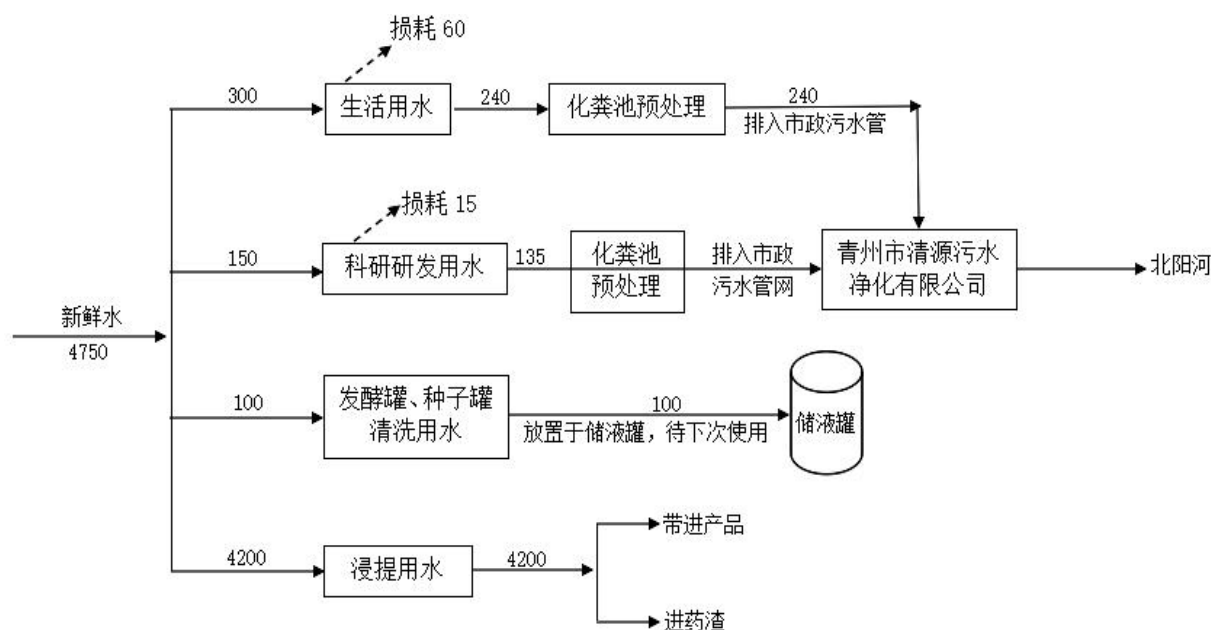 损耗 60
300
生活用水
240
化粪池预处理
240
排入市政污水管
损耗 15
150
科研研发用水
135
化粪池
预处理
排入市政
污水管网
青州市清源污水
净化有限公司
北阳河
新鲜水
4750
100
发酵罐、种子罐
清洗用水
100
放置于储液罐，待下次使用
储液罐
4200
浸提用水
4200
带进产品
进药渣